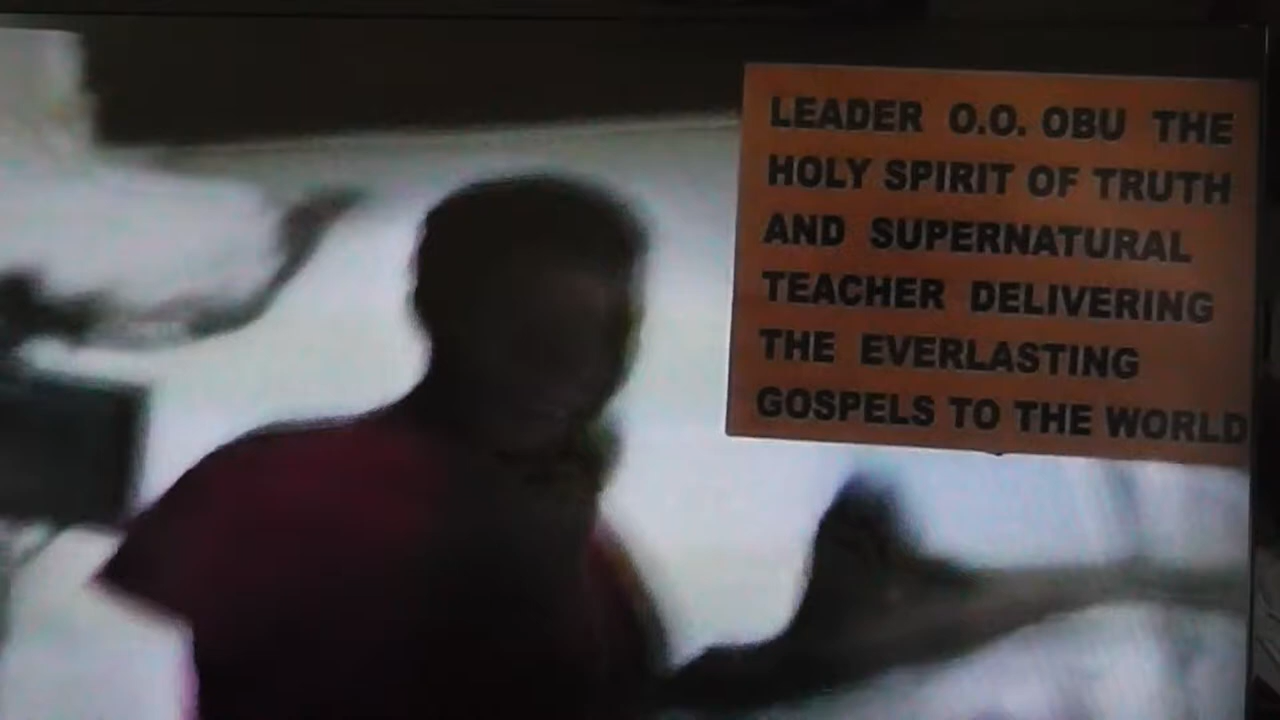 LEADER O.O. OBU THE
HOLY SPIRIT OF TRUTH
AND SUPERNATURAL
TEACHER DELIVERING
THE EVERLASTING
GOSPELS TO THE WORLD